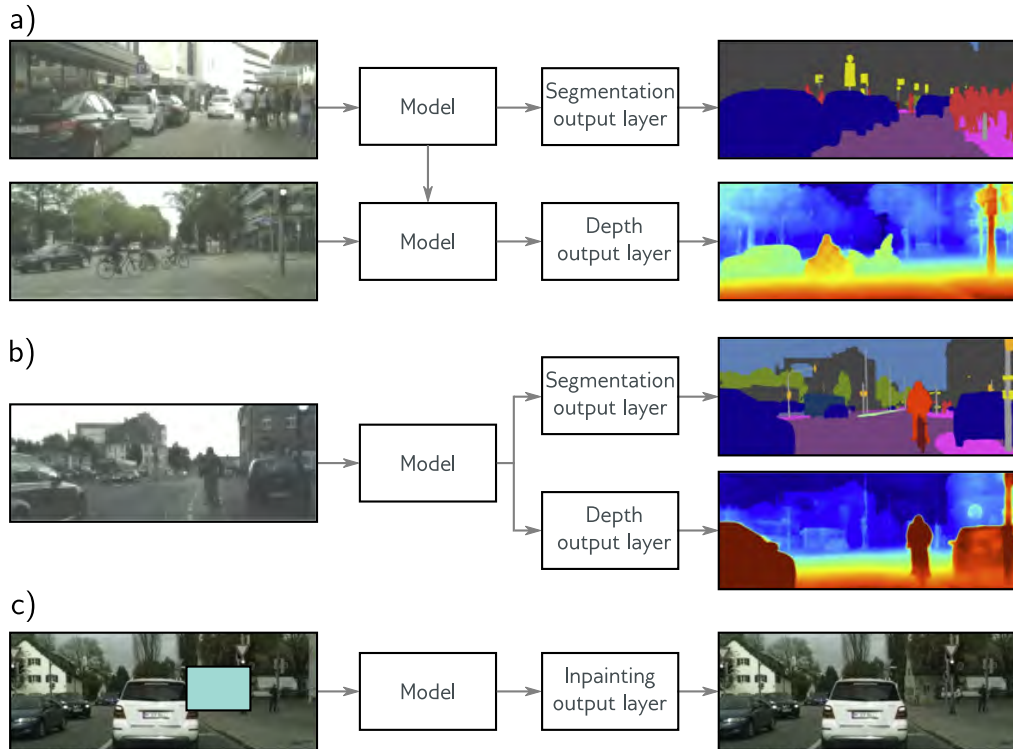 a)
Model
Segmentation
output layer
Model
Depth
output layer
b)
Segmentation
output layer
Model
Depth
output layer
c)
Model
Inpainting
output layer